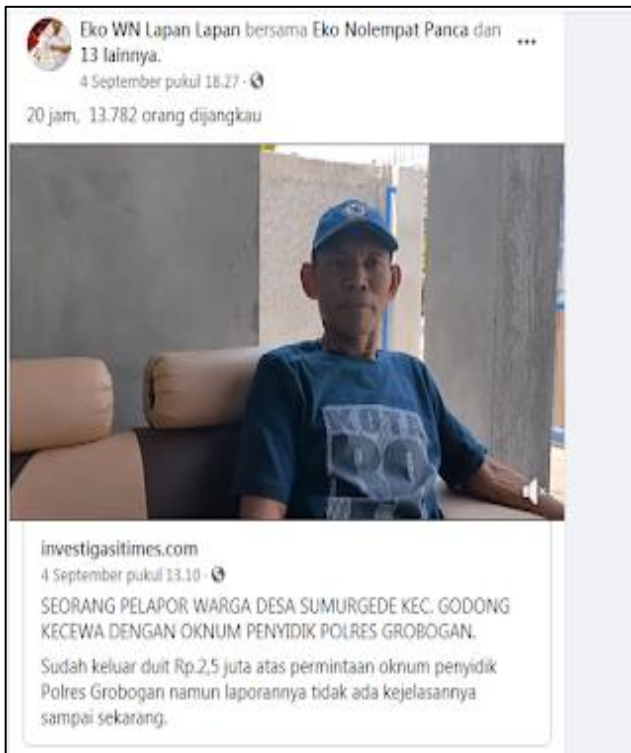 Eko WN Lapan Lapan bersama Eko Nolempat Panca dan
13 lainnya.
4 September pukul 18.27 ·
20 jam, 13.782 orang dijangkau
KOTA
investigasitimes.com
4 September pukul 13.10 ·
SEORANG PELAPOR WARGA DESA SUMURGEDE KEC. GODONG
KECEWA DENGAN OKNUM PENYIDIK POLRES GROBOGAN.
Sudah keluar duit Rp.2,5 juta atas permintaan oknum penyidik
Polres Grobogan namun laporannya tidak ada kejelasannya
sampai sekarang.